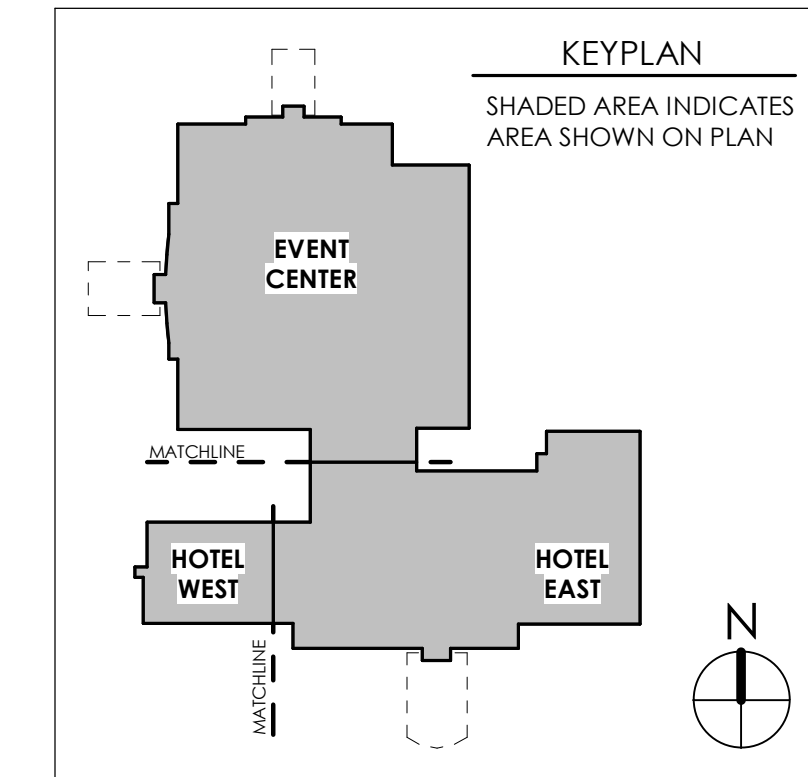 KEYPLAN
SHADED AREA INDICATES
AREA SHOWN ON PLAN
EVENT
CENTER
MATCHLINE
HOTEL
WEST
HOTEL
EAST
N
MATCHLINE